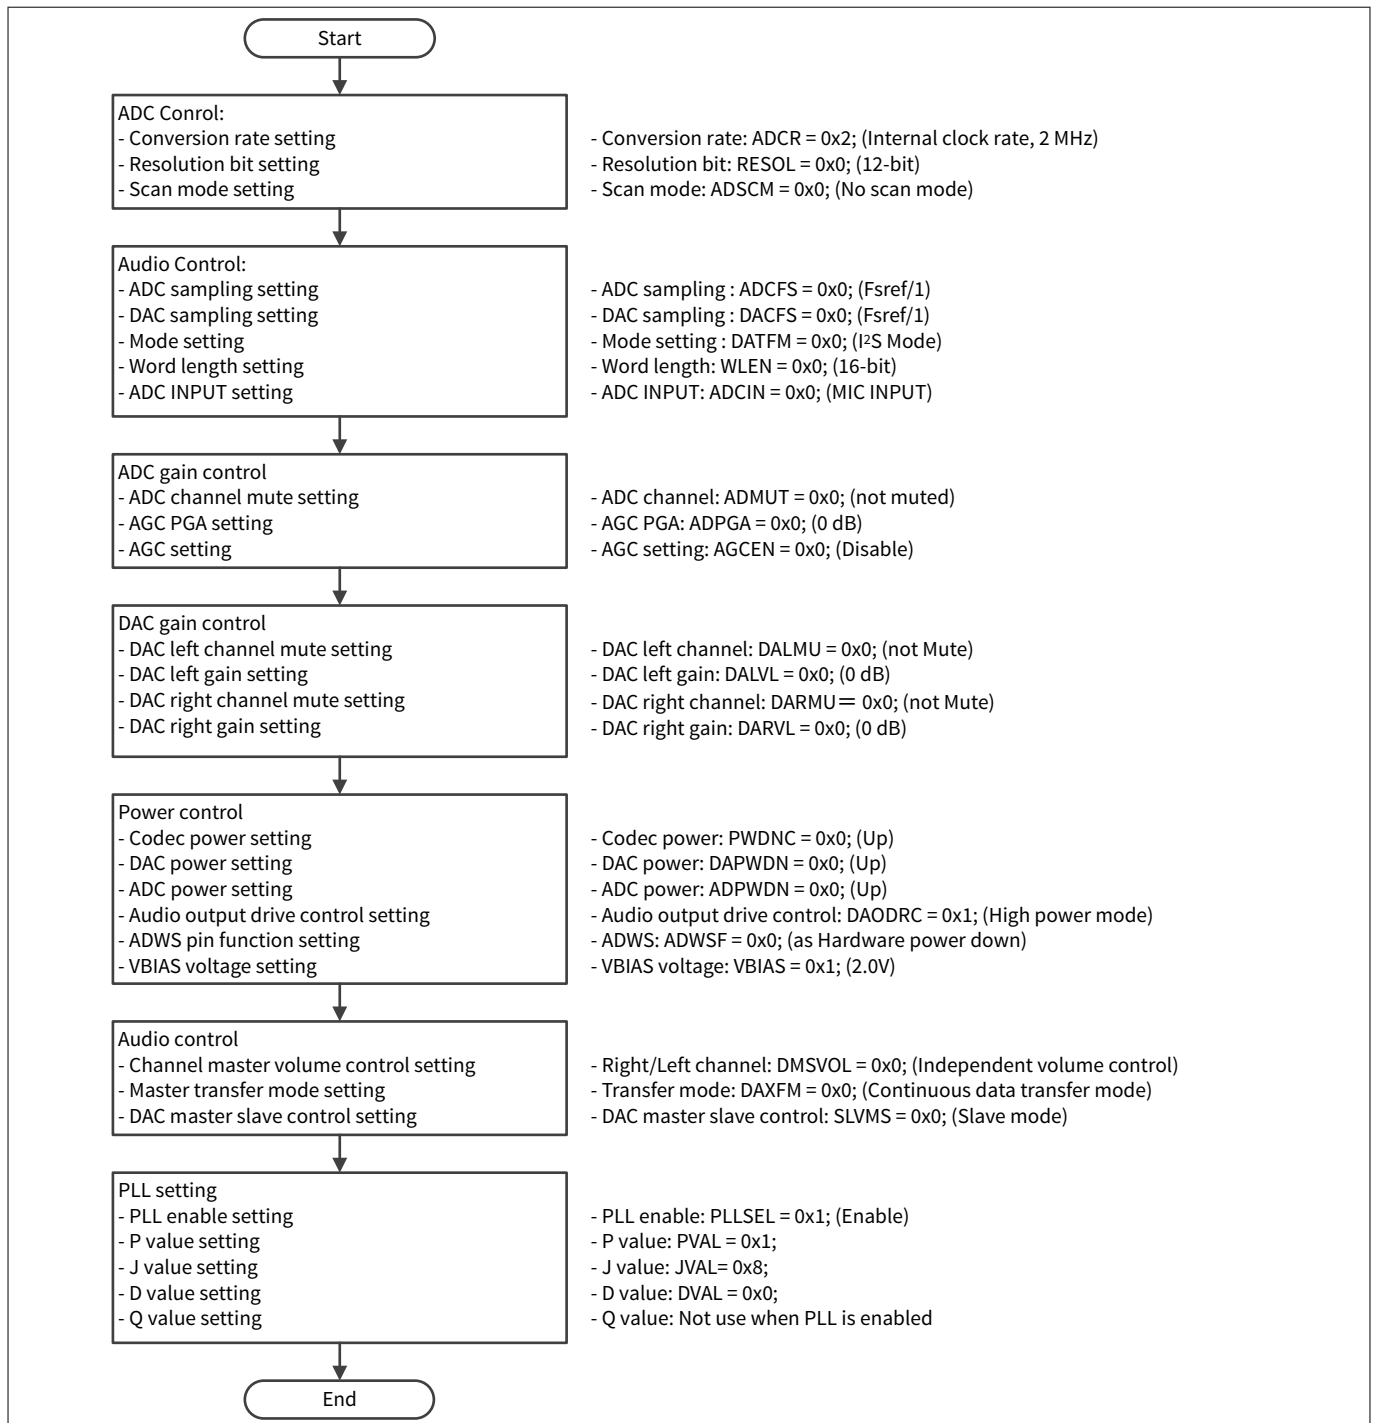 Start
ADC Conrol:
- Conversion rate setting
- Conversion rate: ADCR = 0x2; (Internal clock rate, 2 MHz)
- Resolution bit setting
- Resolution bit: RESOL = 0x0; (12-bit)
- Scan mode setting
- Scan mode: ADSCM = 0x0; (No scan mode)
Audio Control:
- ADC sampling setting
- ADC sampling : ADCFS = 0x0; (Fsref/1)
- DAC sampling setting
- DAC sampling : DACFS = 0x0; (Fsref/1)
- Mode setting
- Mode setting : DATFM = 0x0; (I²S Mode)
- Word length setting
- Word length: WLEN = 0x0; (16-bit)
- ADC INPUT setting
- ADC INPUT: ADCIN = 0x0; (MIC INPUT)
ADC gain control
- ADC channel mute setting
- ADC channel: ADMUT = 0x0; (not muted)
- AGC PGA setting
- AGC PGA: ADPGA = 0x0; (0 dB)
- AGC setting
- AGC setting: AGCEN = 0x0; (Disable)
DAC gain control
- DAC left channel mute setting
- DAC left channel: DALMU = 0x0; (not Mute)
- DAC left gain setting
- DAC left gain: DALVL = 0x0; (0 dB)
- DAC right channel mute setting
- DAC right channel: DARMU＝ 0x0; (not Mute)
- DAC right gain setting
- DAC right gain: DARVL = 0x0; (0 dB)
Power control
- Codec power setting
- Codec power: PWDNC = 0x0; (Up)
- DAC power setting
- DAC power: DAPWDN = 0x0; (Up)
- ADC power setting
- ADC power: ADPWDN = 0x0; (Up)
- Audio output drive control setting
- Audio output drive control: DAODRC = 0x1; (High power mode)
- ADWS pin function setting
- ADWS: ADWSF = 0x0; (as Hardware power down)
- VBIAS voltage setting
- VBIAS voltage: VBIAS = 0x1; (2.0V)
Audio control
- Channel master volume control setting
- Right/Left channel: DMSVOL = 0x0; (Independent volume control)
- Master transfer mode setting
- Transfer mode: DAXFM = 0x0; (Continuous data transfer mode)
- DAC master slave control setting
- DAC master slave control: SLVMS = 0x0; (Slave mode)
PLL setting
- PLL enable setting
- PLL enable: PLLSEL = 0x1; (Enable)
- P value setting
- P value: PVAL = 0x1;
- J value setting
- J value: JVAL= 0x8;
- D value setting
- D value: DVAL = 0x0;
- Q value setting
- Q value: Not use when PLL is enabled
End